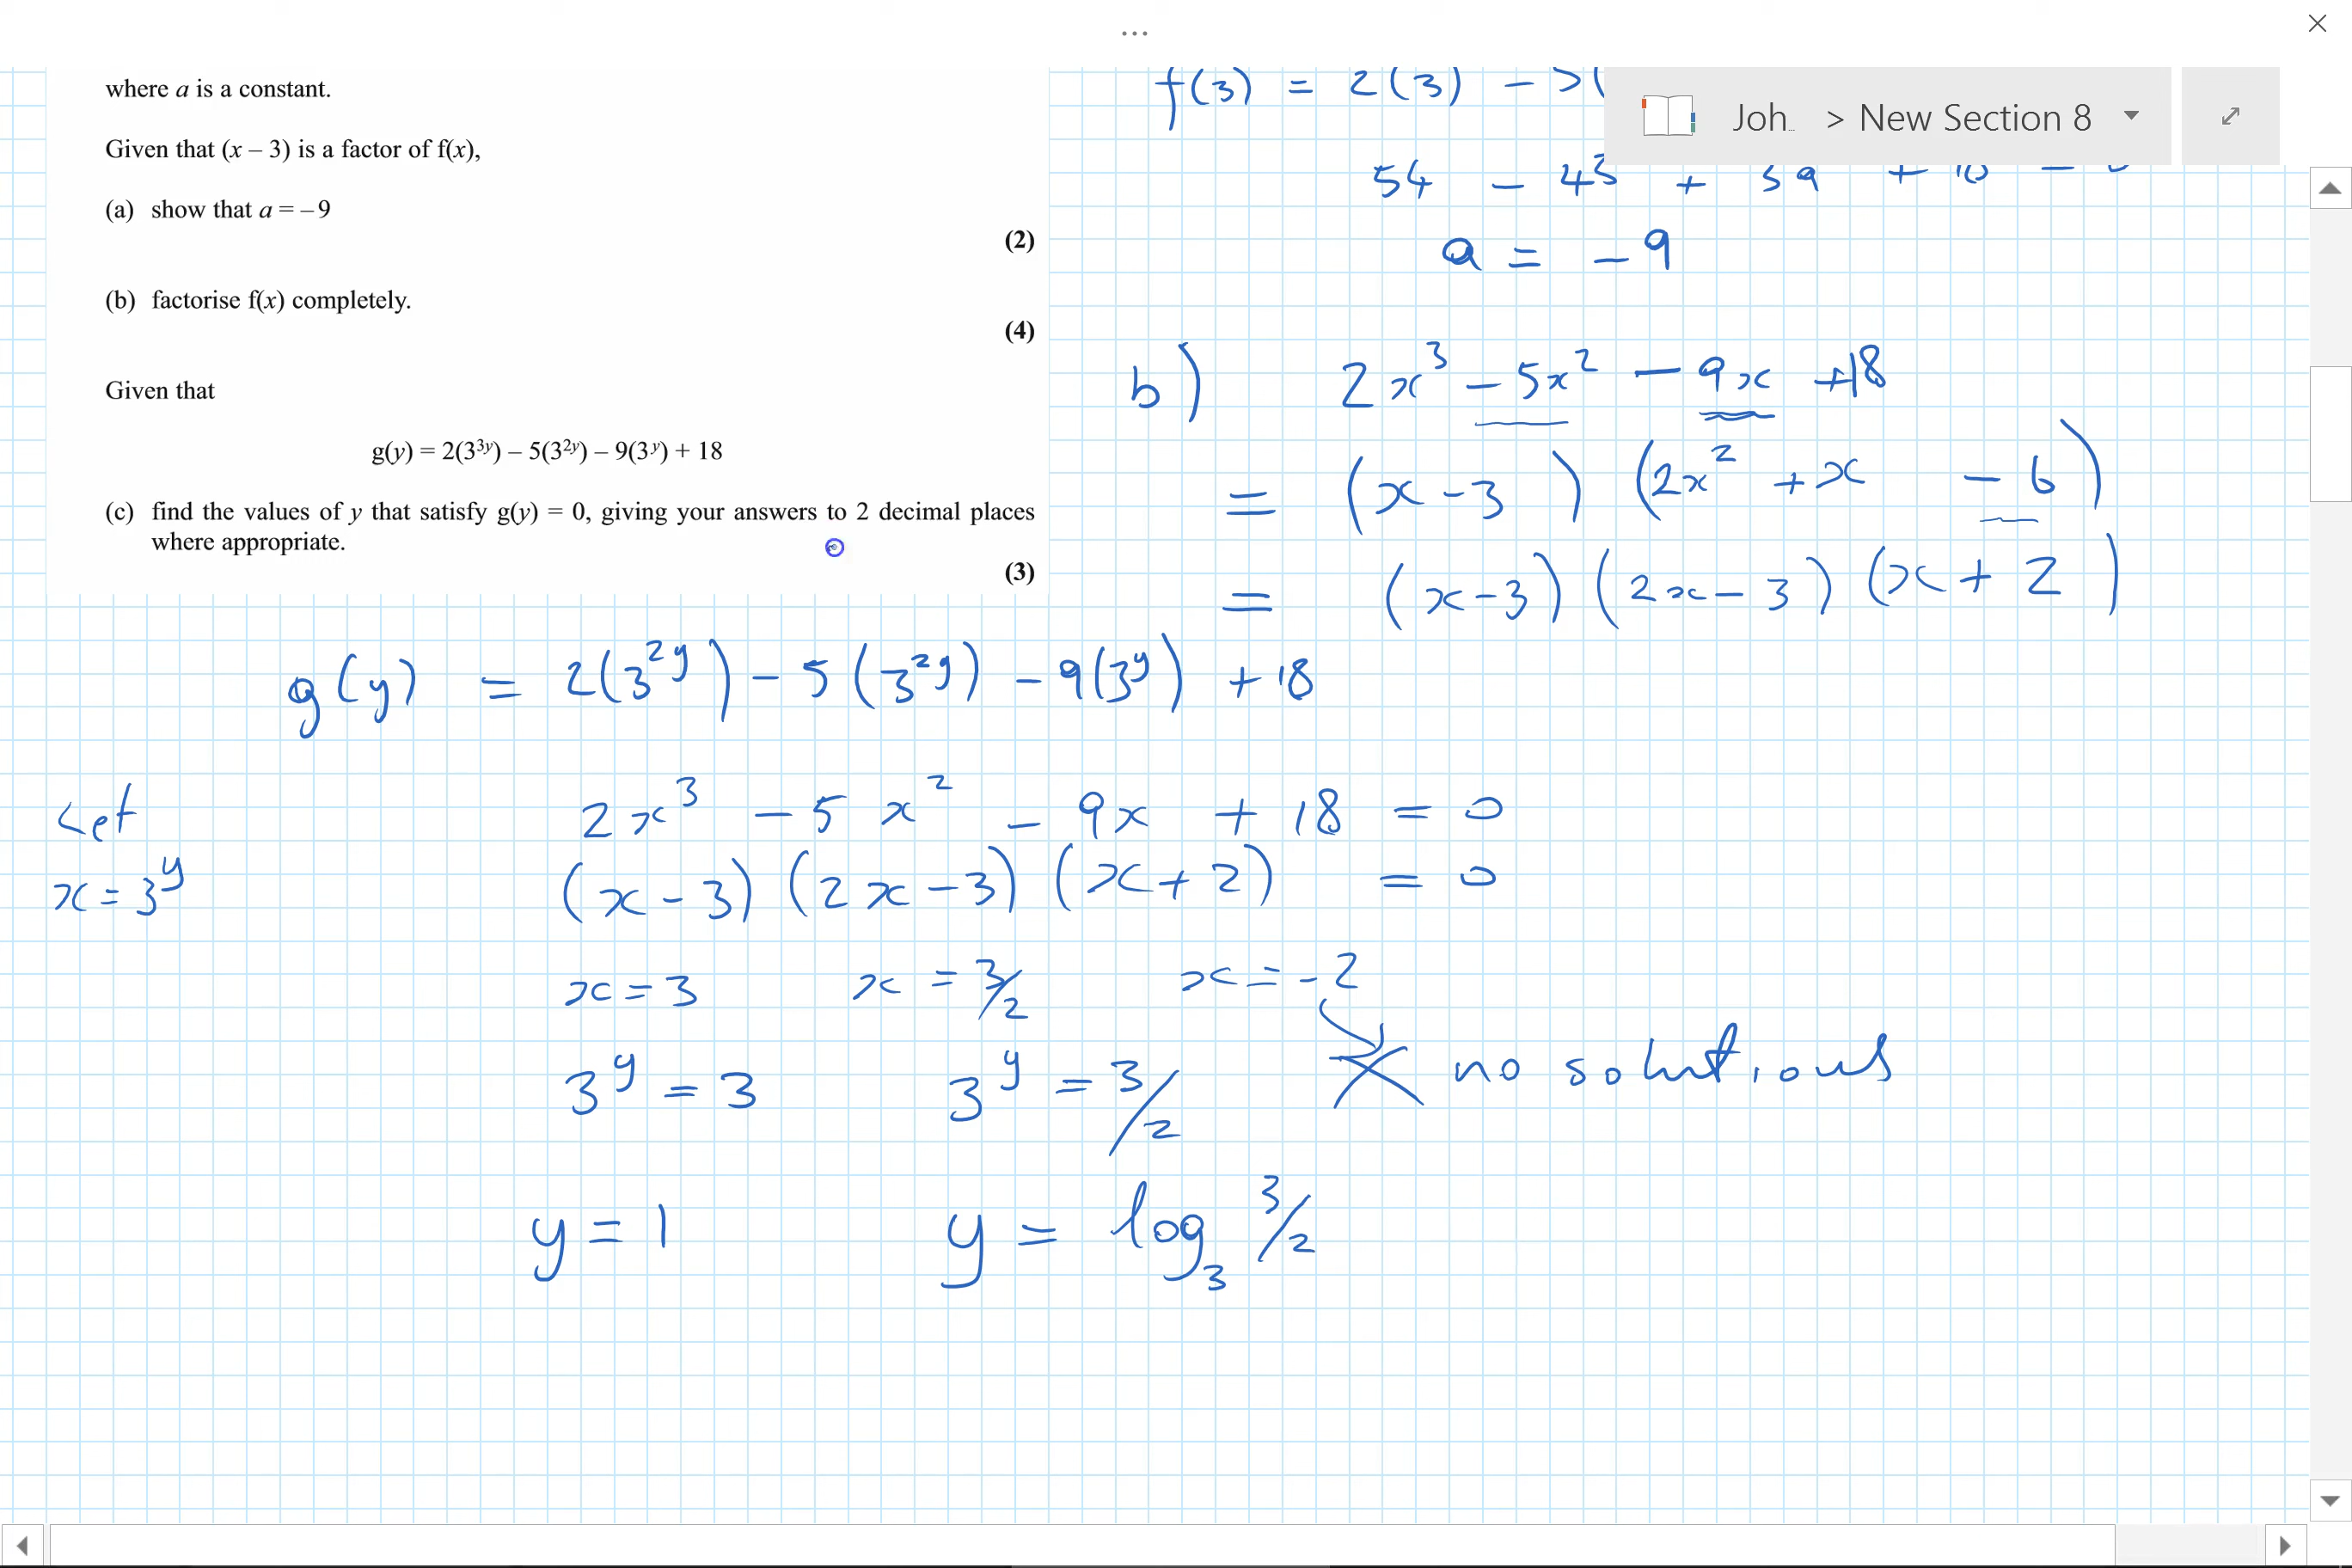 where a is a constant.
Given that (x – 3) is a factor of f(x),
(a) show that a = – 9
(2)
(b) factorise f(x) completely.
(4)
Given that
g(y) = 2(3^{3y}) – 5(3^{2y}) – 9(3^y) + 18
(c) find the values of y that satisfy g(y) = 0, giving your answers to 2 decimal places
where appropriate.
(3)
Joh... > New Section 8
f(3) = 2(3) – 5(
54 – 45 + 3a + 18 = 0
a = –9
b) 2x³ – 5x² – 9x + 18
= (x – 3) (2x² + x – 6)
= (x – 3) (2x – 3) (x + 2)
g(y) = 2(3^{2y}) – 5(3^{2y}) – 9(3^y) + 18
Let 2x³ – 5x² – 9x + 18 = 0
x = 3^y (x – 3) (2x – 3) (x + 2) = 0
x = 3 x = 3/2 x = –2
3^y = 3 3^y = 3/2 no solutions
y = 1 y = log₃ 3/2